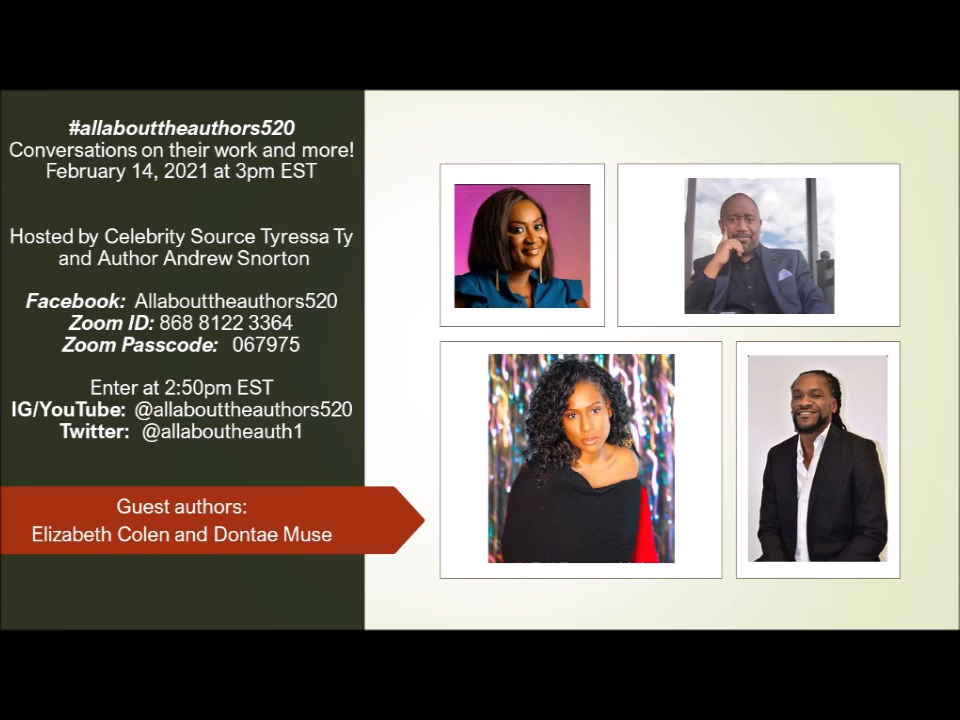 #allabouttheauthors520
Conversations on their work and more!
February 14, 2021 at 3pm EST
Hosted by Celebrity Source Tyressa Ty
and Author Andrew Snorton
Facebook: Allabouttheauthors520
Zoom ID: 868 8122 3364
Zoom Passcode: 067975
Enter at 2:50pm EST
IG/YouTube: @allabouttheauthors520
Twitter: @allaboutheauth1
Guest authors:
Elizabeth Colen and Dontae Muse